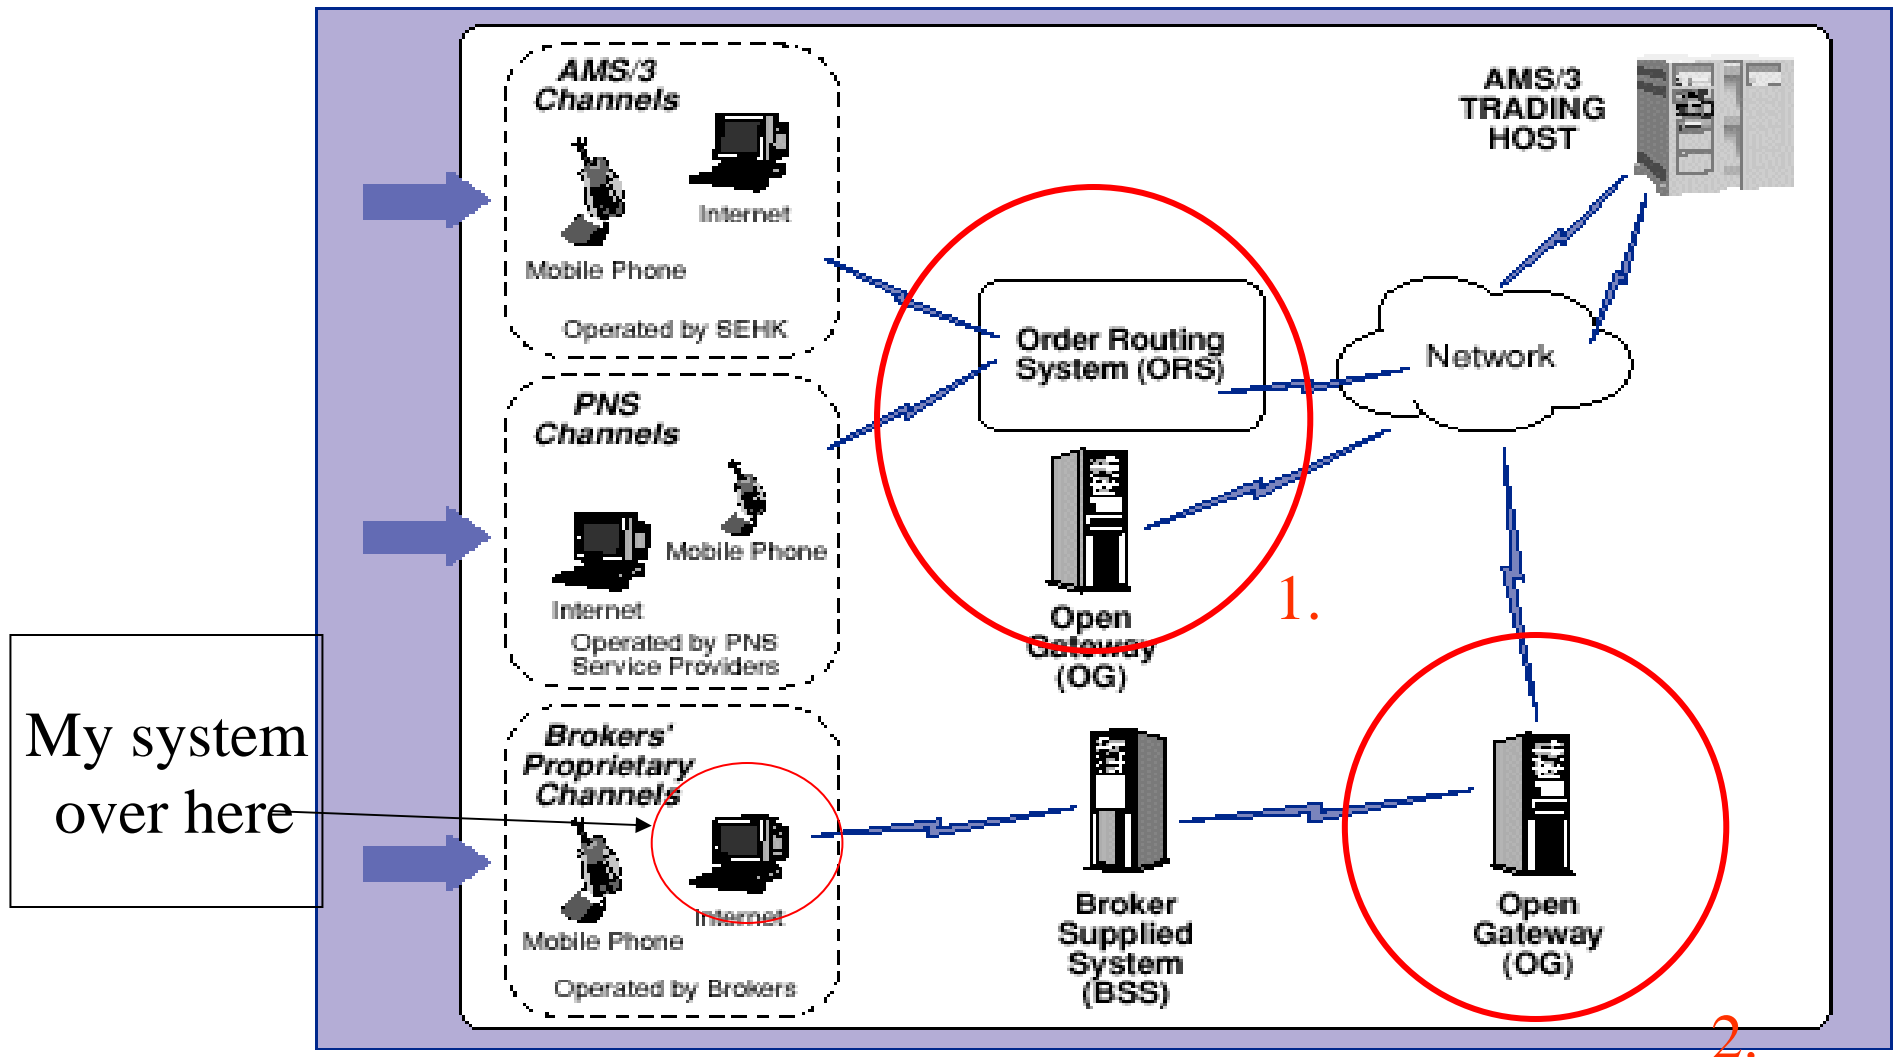 AMS/3
Channels
Internet
Mobile Phone
Operated by SEHK
AMS/3
TRADING
HOST
Order Routing
System (ORS)
Network
PNS
Channels
Mobile Phone
Internet
Operated by PNS
Service Providers
Open
Gateway
(OG)
1.
My system
over here
Brokers'
Proprietary
Channels
Internet
Mobile Phone
Operated by Brokers
Broker
Supplied
System
(BSS)
Open
Gateway
(OG)
2.